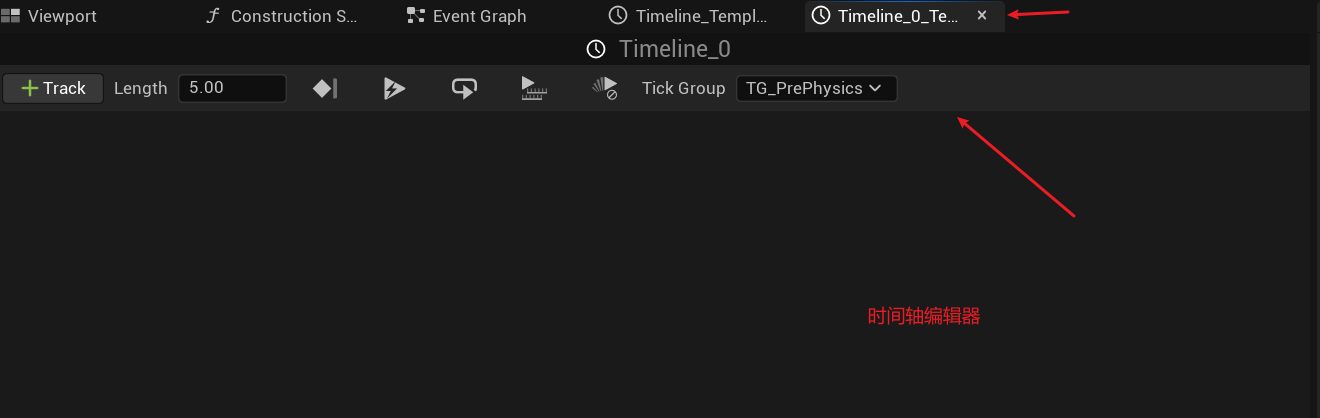 Viewport
Construction S...
Event Graph
Timeline_Templ...
Timeline_0_Te...
Timeline_0
Track
Length
5.00
Tick Group
TG_PrePhysics
时间轴编辑器